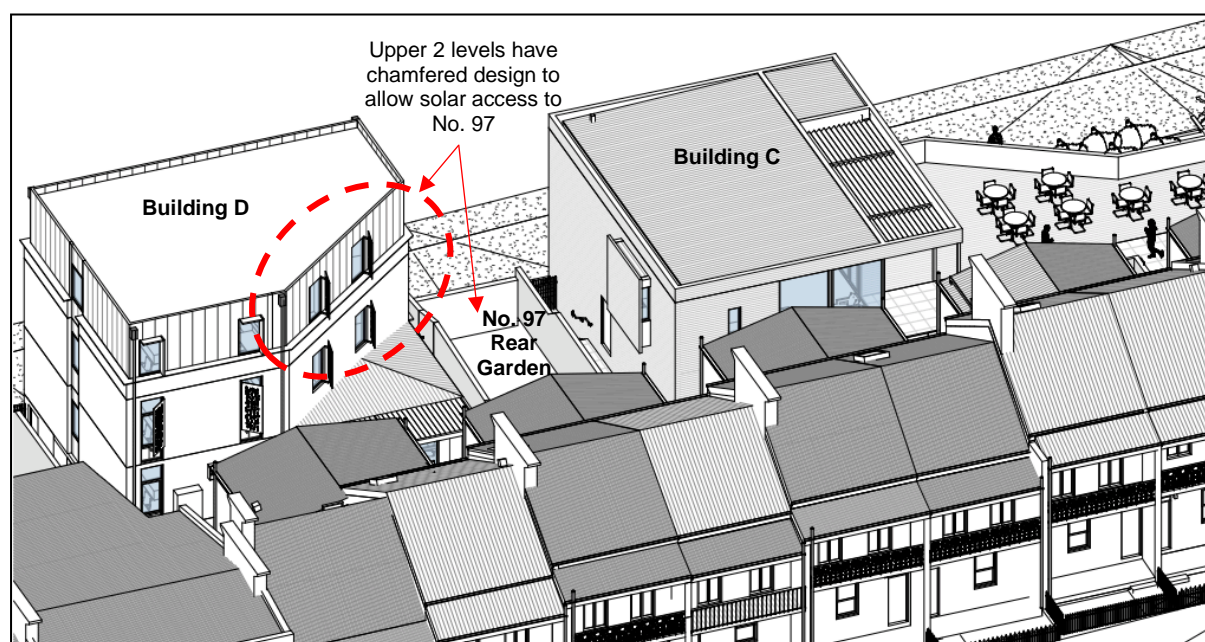 Upper 2 levels have
chamfered design to
allow solar access to
No. 97
Building C
Building D
No. 97
Rear
Garden